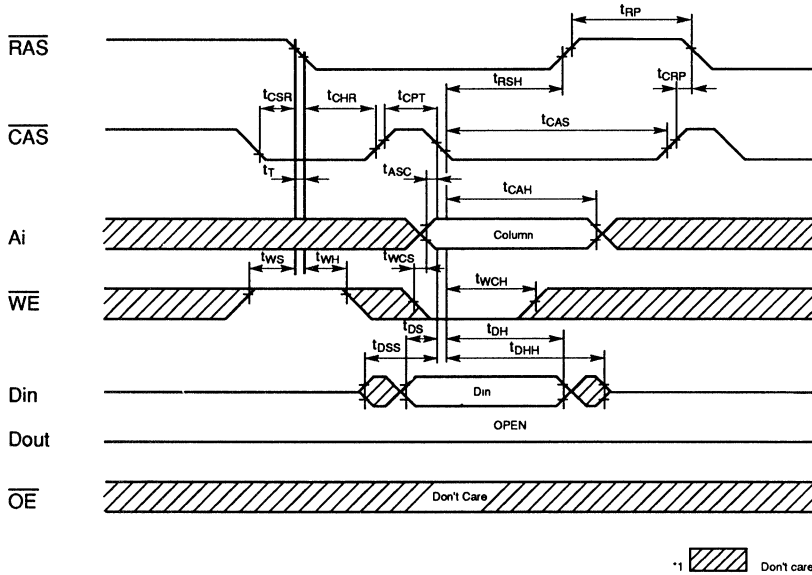 tRP
RAS
tRSH
tCRP
tCSR tCHR tCPT
tCAS
CAS
tT tASC
tCAH
Ai
Column
tWS tWH tWCS
tWCH
WE
tDS tDH
tDSS tDHH
Din
Din
OPEN
Dout
Don't Care
OE
*1 Don't care